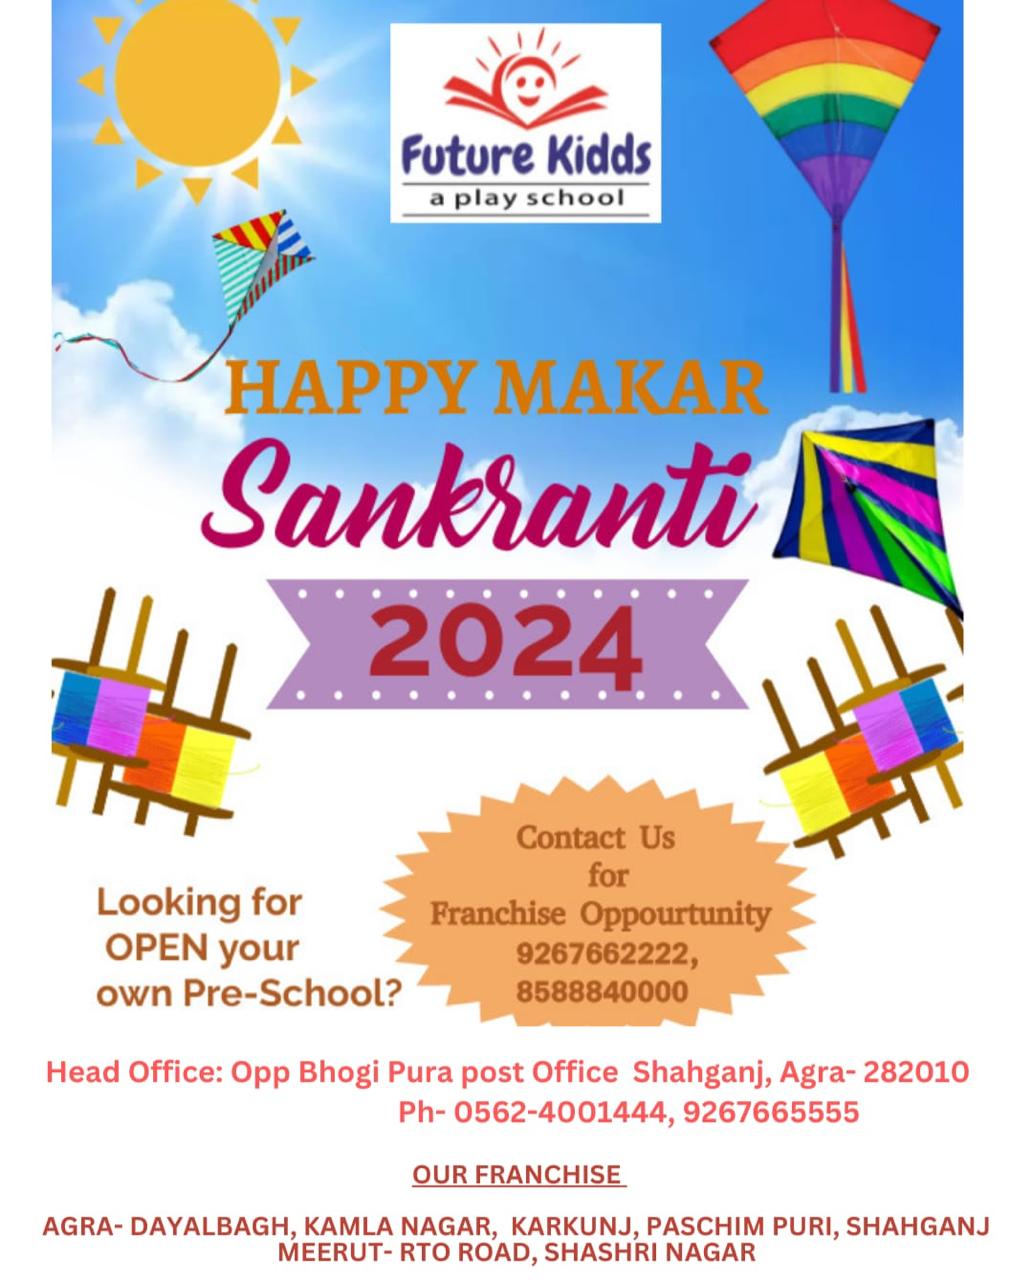 Future Kidds
a play school
HAPPY MAKAR
Sankranti
2024
Contact Us
for
Franchise Oppourtunity
9267662222,
8588840000
Looking for
OPEN your
own Pre-School?
Head Office: Opp Bhogi Pura post Office Shahganj, Agra- 282010
Ph- 0562-4001444, 9267665555
OUR FRANCHISE
AGRA- DAYALBAGH, KAMLA NAGAR, KARKUNJ, PASCHIM PURI, SHAHGANJ
MEERUT- RTO ROAD, SHASHRI NAGAR